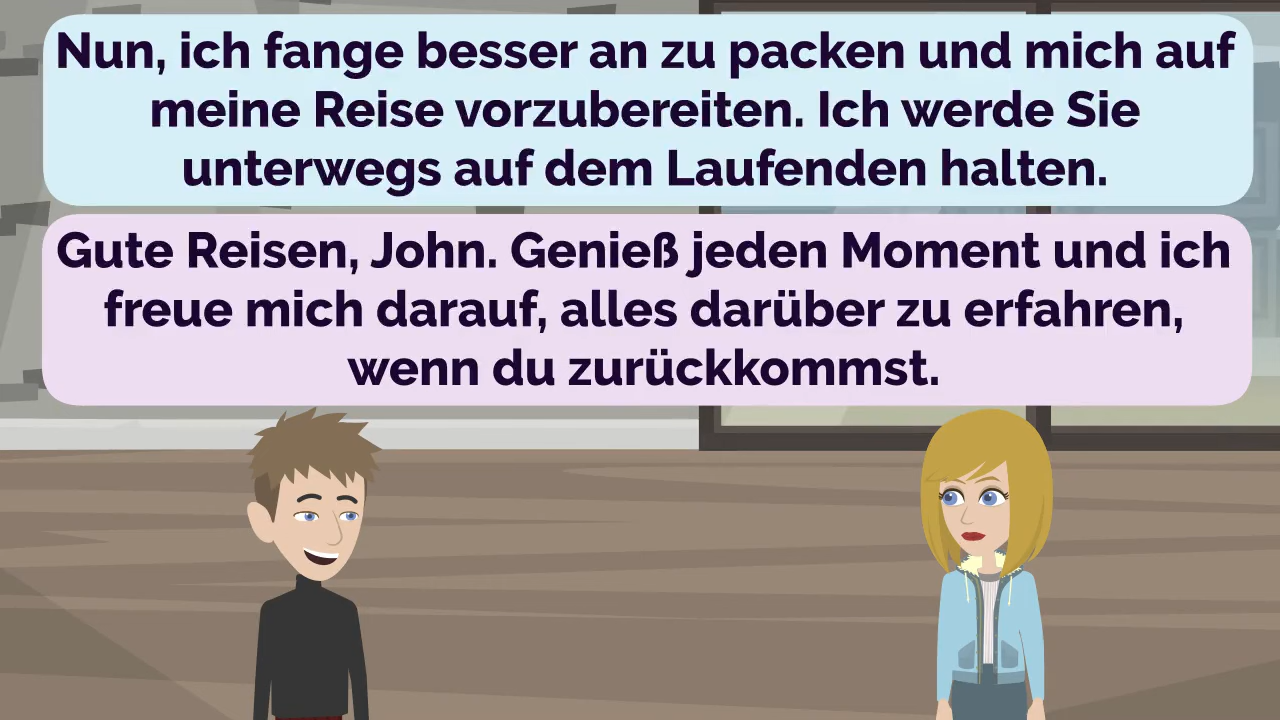 Nun, ich fange besser an zu packen und mich auf
meine Reise vorzubereiten. Ich werde Sie
unterwegs auf dem Laufenden halten.
Gute Reisen, John. Genieß jeden Moment und ich
freue mich darauf, alles darüber zu erfahren,
wenn du zurückkommst.